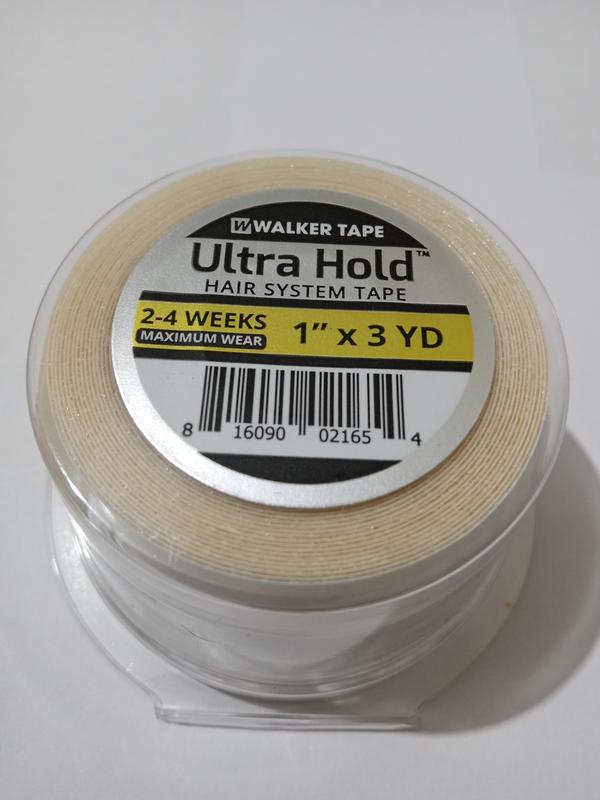 W WALKER TAPE
Ultra Hold™
HAIR SYSTEM TAPE
2-4 WEEKS
MAXIMUM WEAR
1" x 3 YD
8 16090 02165 4